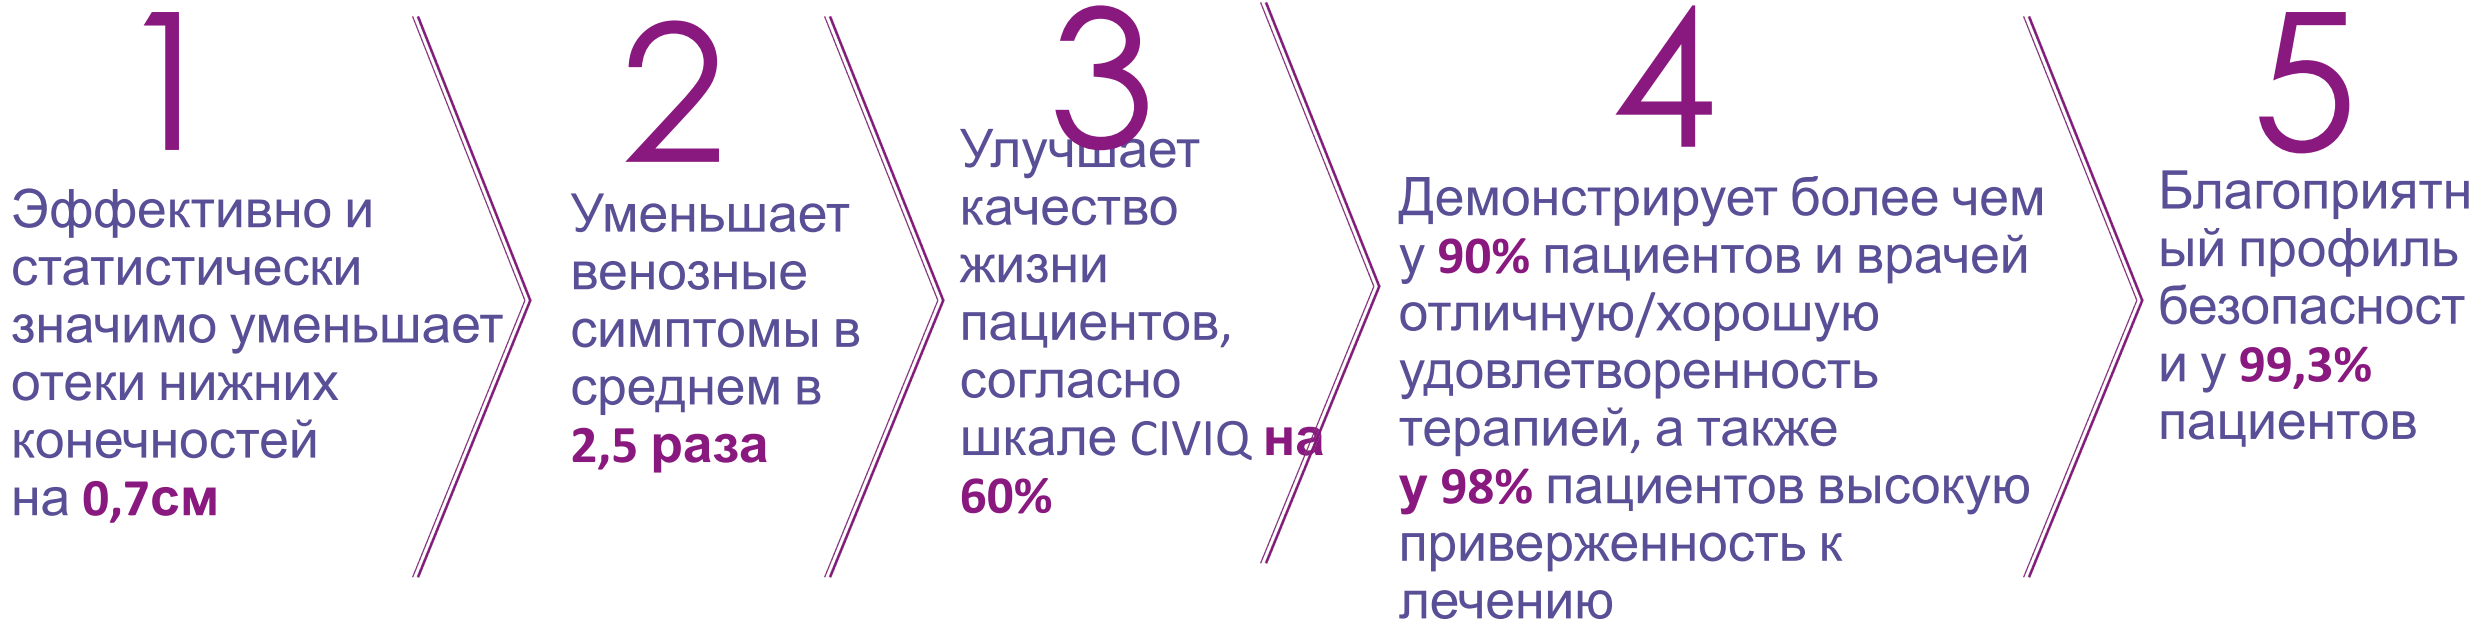 1
Эффективно и
статистически
значимо уменьшает
отеки нижних
конечностей
на 0,7см
2
Уменьшает
венозные
симптомы в
среднем в
2,5 раза
3
Улучшает
качество
жизни
пациентов,
согласно
шкале CIVIQ на
60%
4
Демонстрирует более чем
у 90% пациентов и врачей
отличную/хорошую
удовлетворенность
терапией, а также
у 98% пациентов высокую
приверженность к
лечению
5
Благоприятн
ый профиль
безопасност
и у 99,3%
пациентов